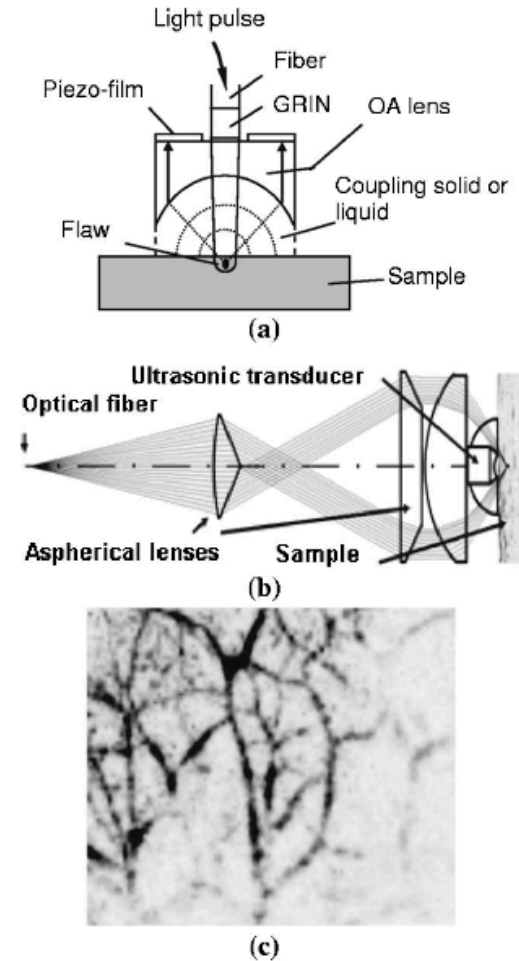 Light pulse
Fiber
Piezo-film
GRIN
OA lens
Coupling solid or
liquid
Flaw
Sample
(a)
Ultrasonic transducer
Optical fiber
Aspherical lenses
Sample
(b)
(c)